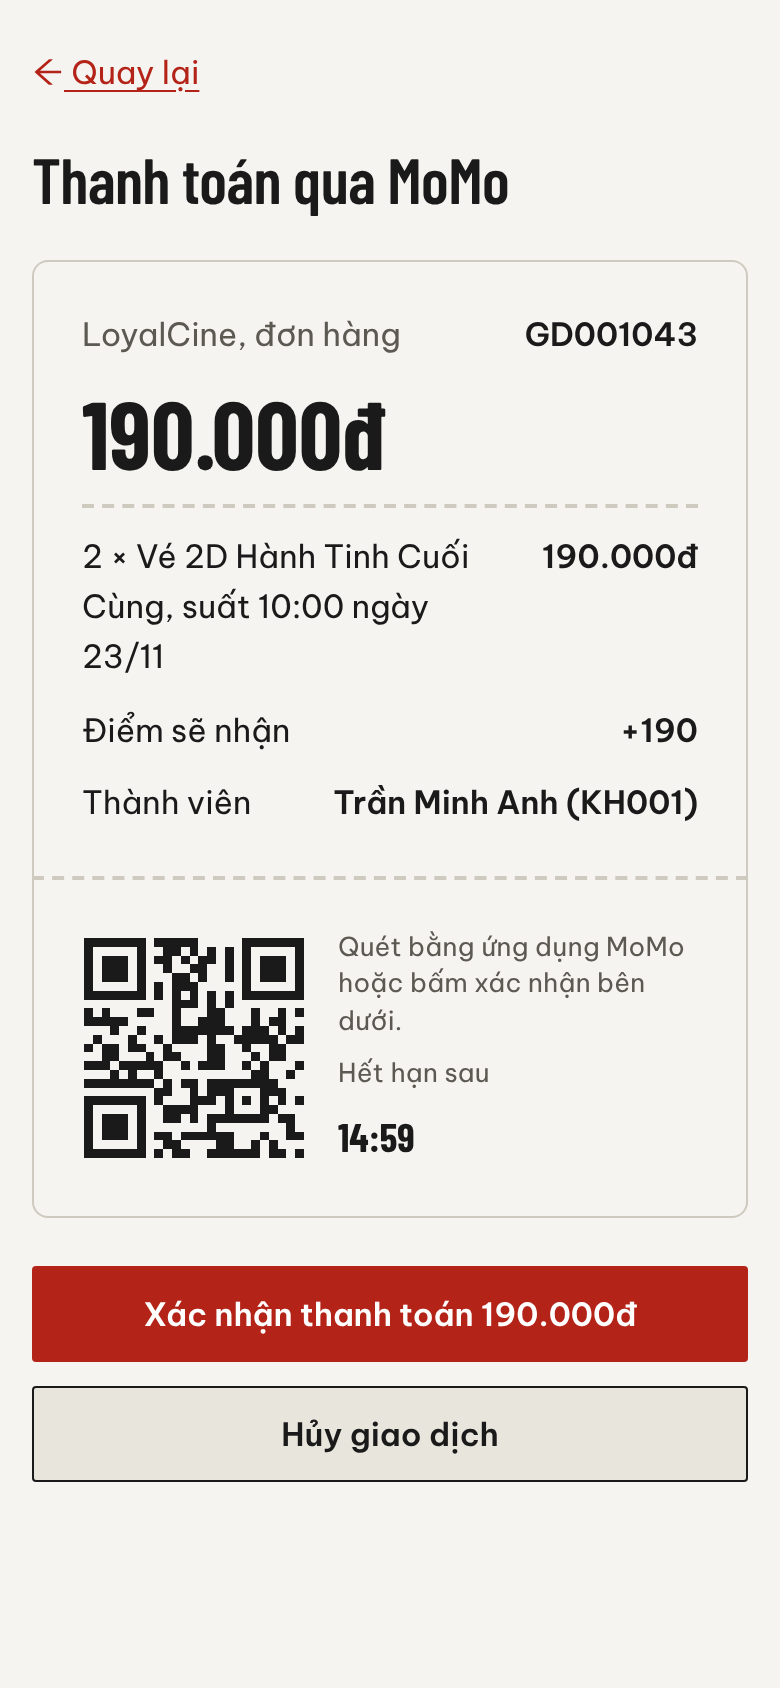 ← Quay lại
Thanh toán qua MoMo
LoyalCine, đơn hàng GD001043
190.000đ
2 × Vé 2D Hành Tinh Cuối 190.000đ
Cùng, suất 10:00 ngày
23/11
Điểm sẽ nhận +190
Thành viên Trần Minh Anh (KH001)
Quét bằng ứng dụng MoMo
hoặc bấm xác nhận bên
dưới.
Hết hạn sau
14:59
Xác nhận thanh toán 190.000đ
Hủy giao dịch